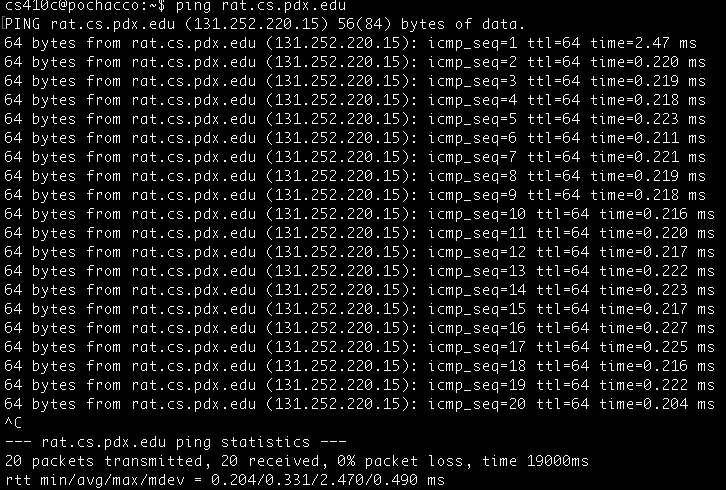 cs410c@pochacco:~$ ping rat.cs.pdx.edu
PING rat.cs.pdx.edu (131.252.220.15) 56(84) bytes of data.
64 bytes from rat.cs.pdx.edu (131.252.220.15): icmp_seq=1 ttl=64 time=2.47 ms
64 bytes from rat.cs.pdx.edu (131.252.220.15): icmp_seq=2 ttl=64 time=0.220 ms
64 bytes from rat.cs.pdx.edu (131.252.220.15): icmp_seq=3 ttl=64 time=0.219 ms
64 bytes from rat.cs.pdx.edu (131.252.220.15): icmp_seq=4 ttl=64 time=0.218 ms
64 bytes from rat.cs.pdx.edu (131.252.220.15): icmp_seq=5 ttl=64 time=0.223 ms
64 bytes from rat.cs.pdx.edu (131.252.220.15): icmp_seq=6 ttl=64 time=0.211 ms
64 bytes from rat.cs.pdx.edu (131.252.220.15): icmp_seq=7 ttl=64 time=0.221 ms
64 bytes from rat.cs.pdx.edu (131.252.220.15): icmp_seq=8 ttl=64 time=0.219 ms
64 bytes from rat.cs.pdx.edu (131.252.220.15): icmp_seq=9 ttl=64 time=0.218 ms
64 bytes from rat.cs.pdx.edu (131.252.220.15): icmp_seq=10 ttl=64 time=0.216 ms
64 bytes from rat.cs.pdx.edu (131.252.220.15): icmp_seq=11 ttl=64 time=0.220 ms
64 bytes from rat.cs.pdx.edu (131.252.220.15): icmp_seq=12 ttl=64 time=0.217 ms
64 bytes from rat.cs.pdx.edu (131.252.220.15): icmp_seq=13 ttl=64 time=0.222 ms
64 bytes from rat.cs.pdx.edu (131.252.220.15): icmp_seq=14 ttl=64 time=0.223 ms
64 bytes from rat.cs.pdx.edu (131.252.220.15): icmp_seq=15 ttl=64 time=0.217 ms
64 bytes from rat.cs.pdx.edu (131.252.220.15): icmp_seq=16 ttl=64 time=0.227 ms
64 bytes from rat.cs.pdx.edu (131.252.220.15): icmp_seq=17 ttl=64 time=0.225 ms
64 bytes from rat.cs.pdx.edu (131.252.220.15): icmp_seq=18 ttl=64 time=0.216 ms
64 bytes from rat.cs.pdx.edu (131.252.220.15): icmp_seq=19 ttl=64 time=0.222 ms
64 bytes from rat.cs.pdx.edu (131.252.220.15): icmp_seq=20 ttl=64 time=0.204 ms
^C
--- rat.cs.pdx.edu ping statistics ---
20 packets transmitted, 20 received, 0% packet loss, time 19000ms
rtt min/avg/max/mdev = 0.204/0.331/2.470/0.490 ms